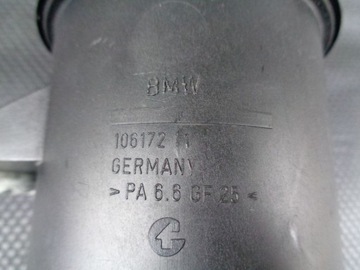 BMW
106172
GERMANY
> PA 6.6 GF 25 <